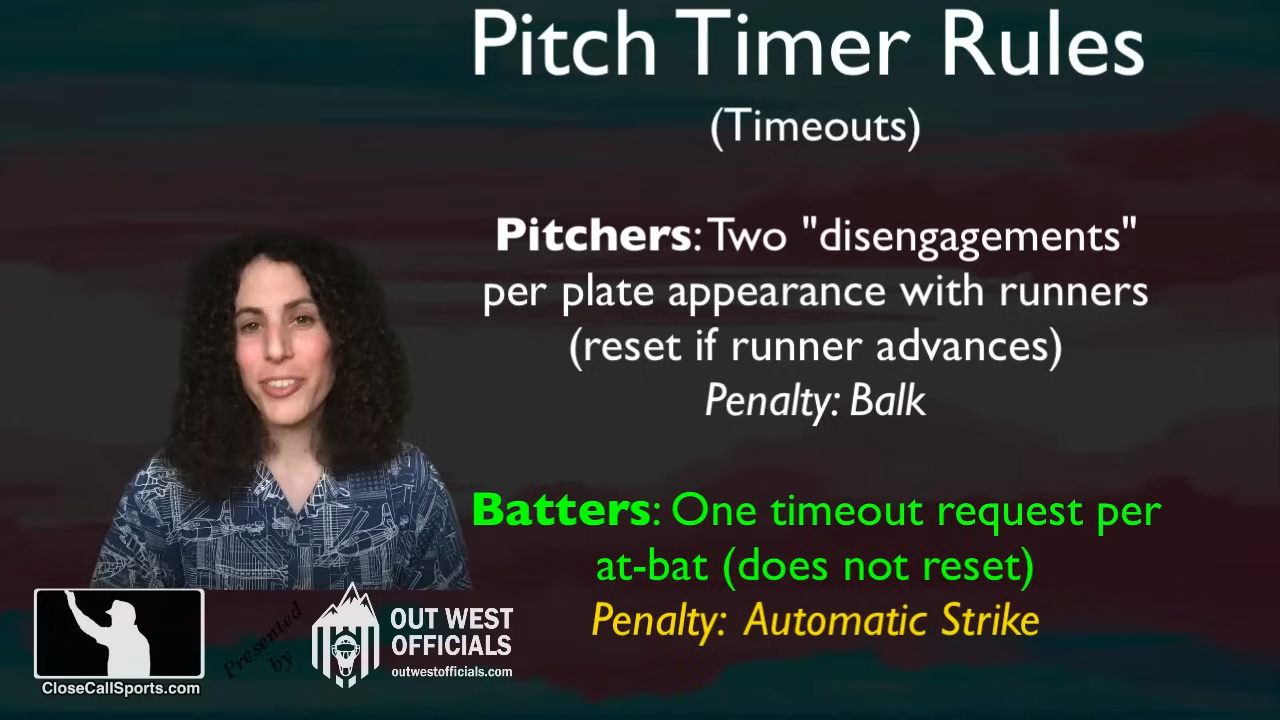 Pitch Timer Rules
(Timeouts)
Pitchers: Two "disengagements"
per plate appearance with runners
(reset if runner advances)
Penalty: Balk
Batters: One timeout request per
at-bat (does not reset)
Penalty: Automatic Strike
CloseCallSports.com
Presented
by
OUT WEST
OFFICIALS
outwestofficials.com